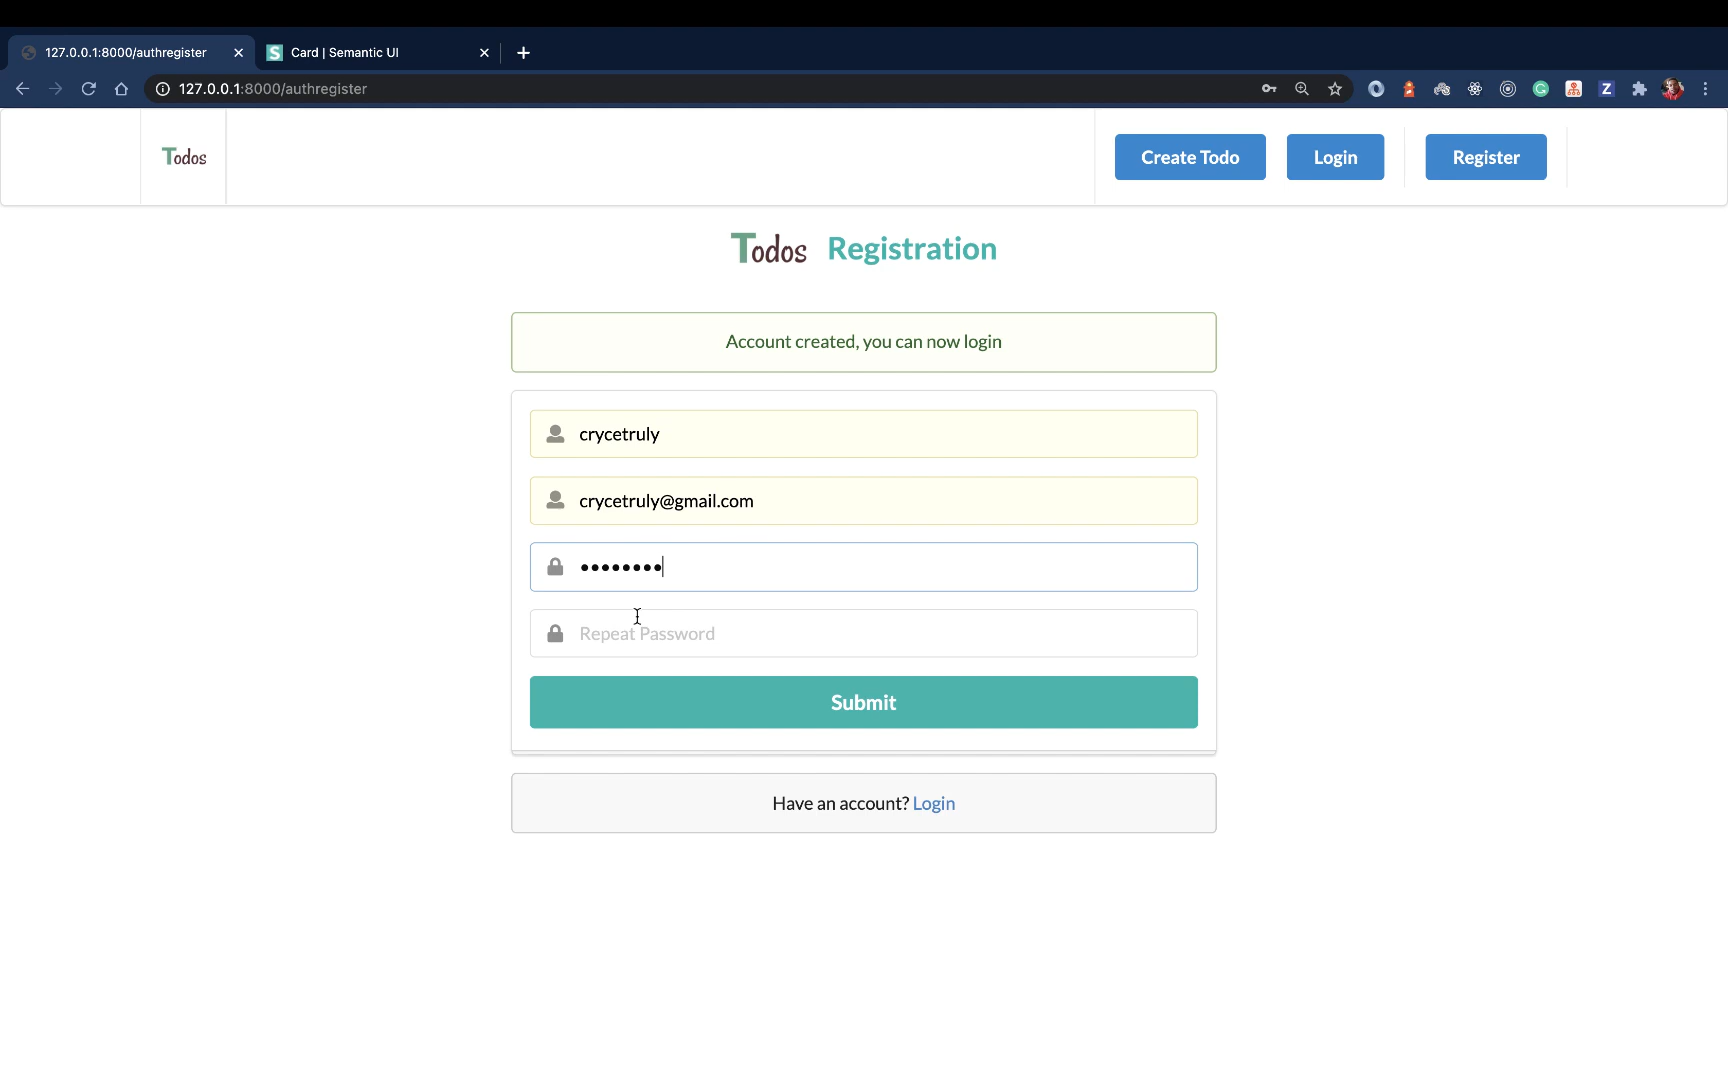 127.0.0.1:8000/authregister
Card | Semantic UI
127.0.0.1:8000/authregister
Todos
Create Todo
Login
Register
Todos Registration
Account created, you can now login
crycetruly
crycetruly@gmail.com
••••••••
Repeat Password
Submit
Have an account? Login